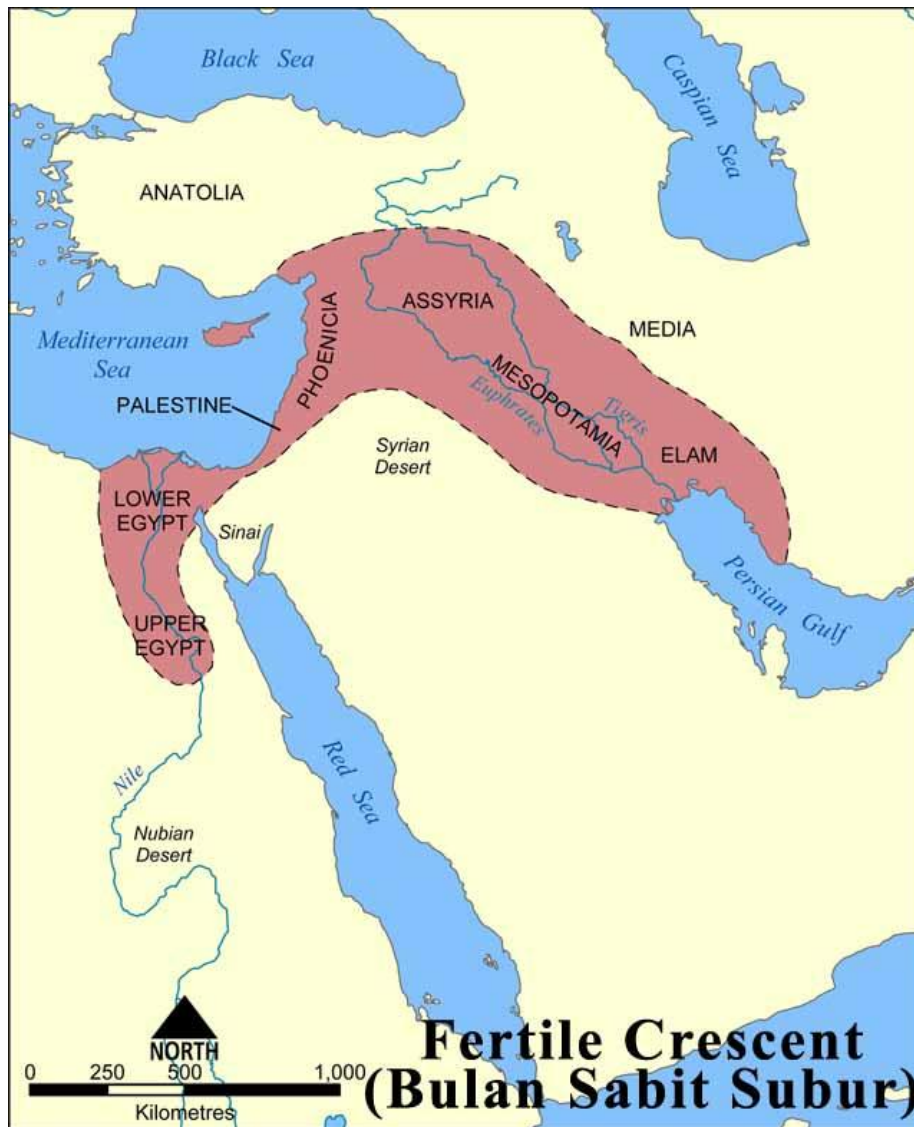 Black Sea
Caspian Sea
ANATOLIA
ASSYRIA
MEDIA
PHOENICIA
Mediterranean
Sea
MESOPOTAMIA
Tigris
Euphrates
PALESTINE
Syrian
Desert
ELAM
LOWER
EGYPT
Sinai
Persian Gulf
UPPER
EGYPT
Red Sea
Nile
Nubian
Desert
NORTH
0 250 500 1,000
Kilometres
Fertile Crescent
(Bulan Sabit Subur)